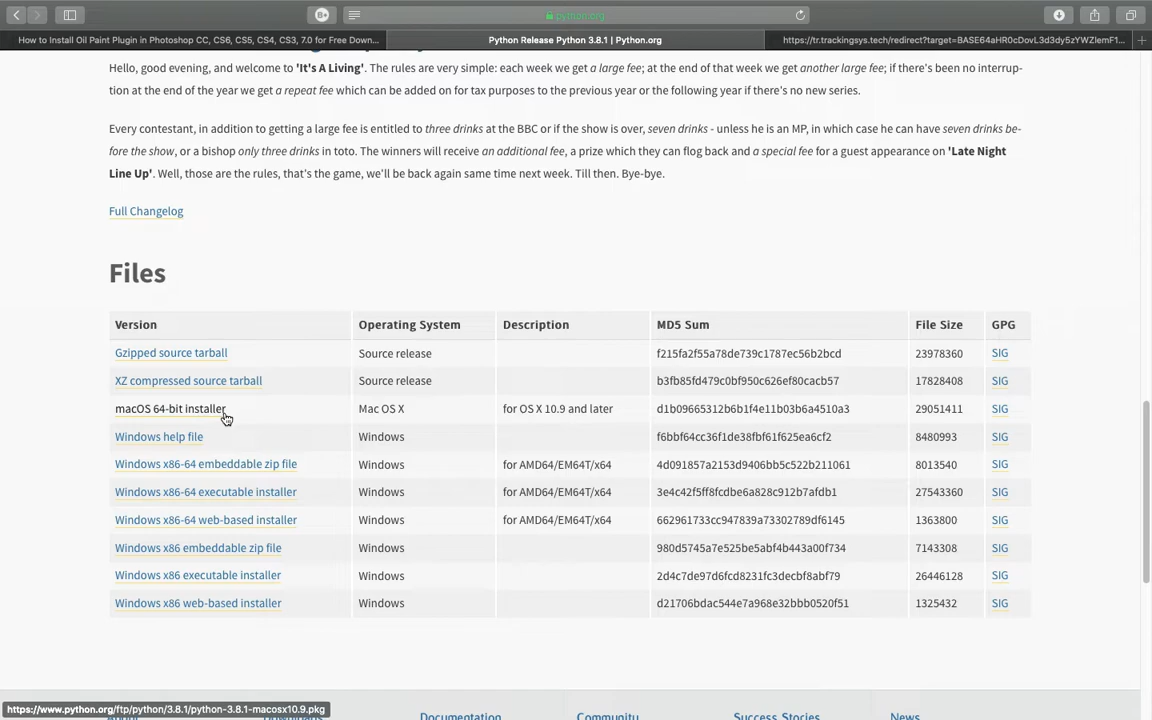 python.org
How to Install Oil Paint Plugin in Photoshop CC, CS6, CS5, CS4, CS3, 7.0 for Free Down...
Python Release Python 3.8.1 | Python.org
https://tr.trackingsys.tech/redirect?target=BASE64aHR0cDovL3d3dy5zYWZlemF1...
Hello, good evening, and welcome to 'It's A Living'. The rules are very simple: each week we get a large fee; at the end of that week we get another large fee; if there's been no interrup-
tion at the end of the year we get a repeat fee which can be added on for tax purposes to the previous year or the following year if there's no new series.
Every contestant, in addition to getting a large fee is entitled to three drinks at the BBC or if the show is over, seven drinks - unless he is an MP, in which case he can have seven drinks be-
fore the show, or a bishop only three drinks in toto. The winners will receive an additional fee, a prize which they can flog back and a special fee for a guest appearance on 'Late Night
Line Up'. Well, those are the rules, that's the game, we'll be back again same time next week. Till then. Bye-bye.
Full Changelog
Files
Version Operating System Description MD5 Sum File Size GPG
Gzipped source tarball Source release f215fa2f55a78de739c1787ec56b2bcd 23978360 SIG
XZ compressed source tarball Source release b3fb85fd479c0bf950c626ef80cacb57 17828408 SIG
macOS 64-bit installer Mac OS X for OS X 10.9 and later d1b09665312b6b1f4e11b03b6a4510a3 29051411 SIG
Windows help file Windows f6bbf64cc36f1de38fbf61f625ea6cf2 8480993 SIG
Windows x86-64 embeddable zip file Windows for AMD64/EM64T/x64 4d091857a2153d9406bb5c522b211061 8013540 SIG
Windows x86-64 executable installer Windows for AMD64/EM64T/x64 3e4c42f5ff8fcdbe6a828c912b7afdb1 27543360 SIG
Windows x86-64 web-based installer Windows for AMD64/EM64T/x64 662961733cc947839a73302789df6145 1363800 SIG
Windows x86 embeddable zip file Windows 980d5745a7e525be5abf4b443a00f734 7143308 SIG
Windows x86 executable installer Windows 2d4c7de97d6fcd8231fc3decbf8abf79 26446128 SIG
Windows x86 web-based installer Windows d21706bdac544e7a968e32bbb0520f51 1325432 SIG
Documentation Community Success Stories News
https://www.python.org/ftp/python/3.8.1/python-3.8.1-macosx10.9.pkg